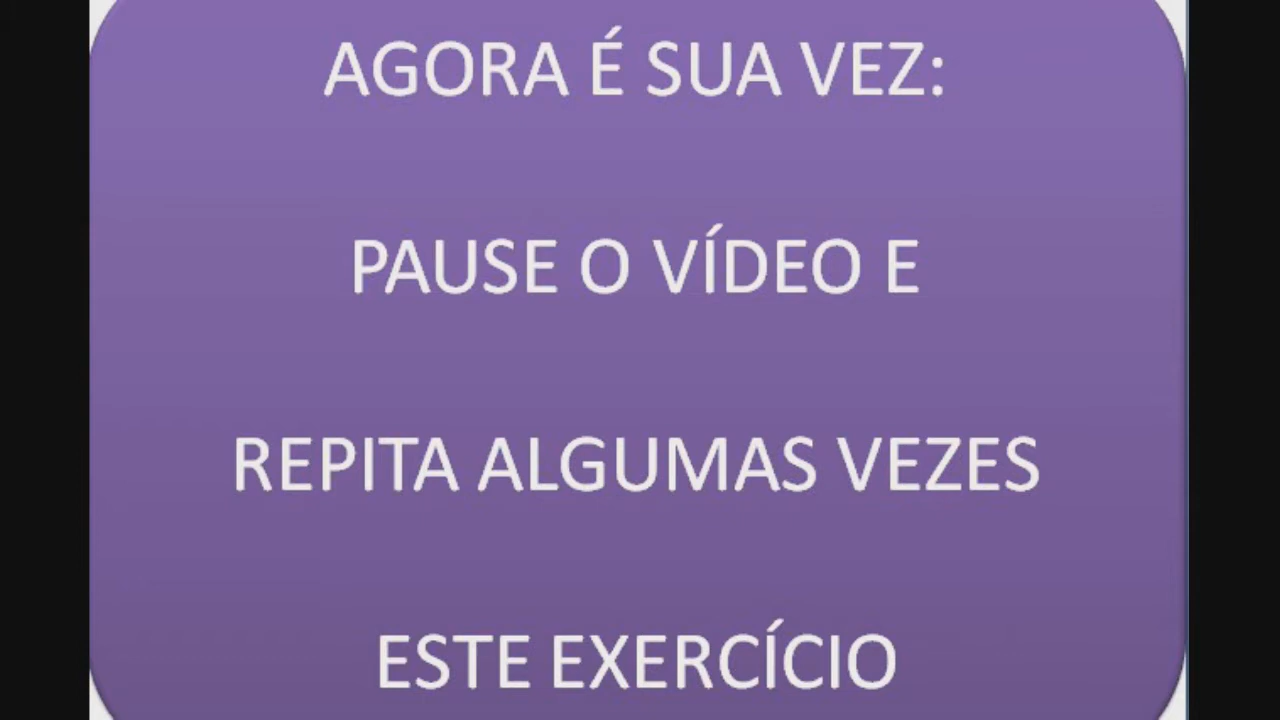 AGORA É SUA VEZ:
PAUSE O VÍDEO E
REPITA ALGUMAS VEZES
ESTE EXERCÍCIO